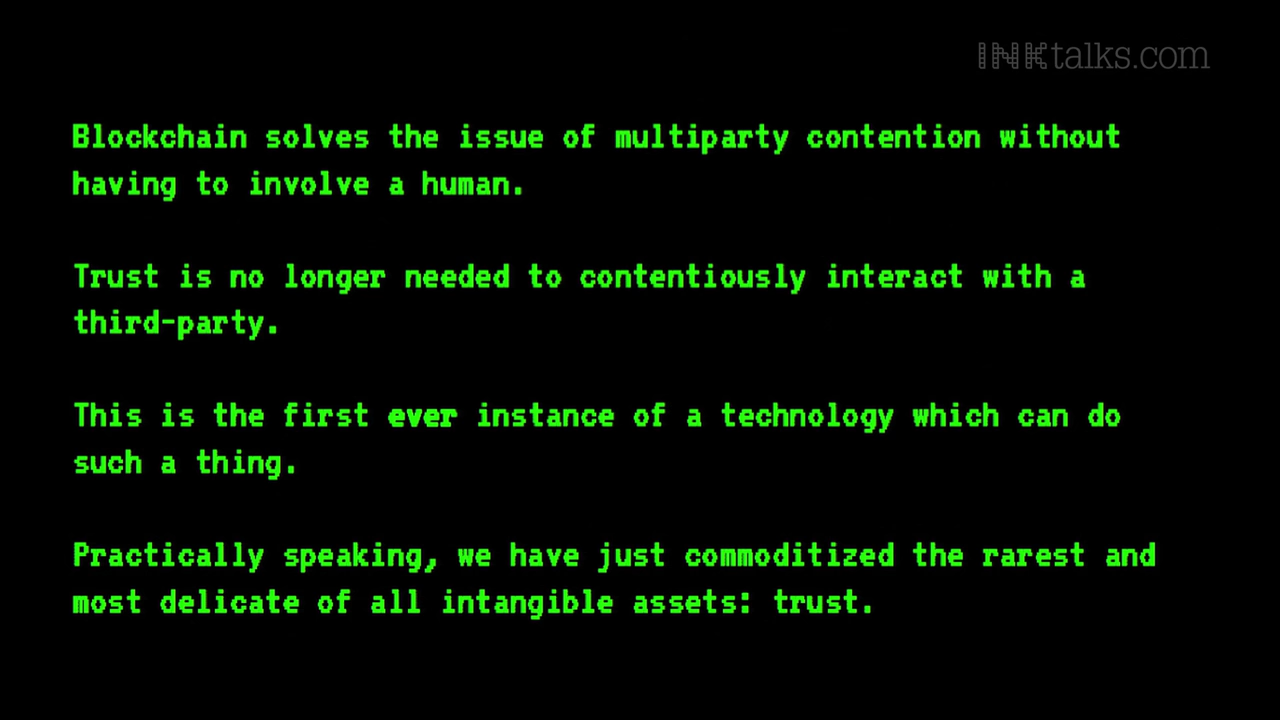 INKtalks.com
Blockchain solves the issue of multiparty contention without
having to involve a human.
Trust is no longer needed to contentiously interact with a
third-party.
This is the first ever instance of a technology which can do
such a thing.
Practically speaking, we have just commoditized the rarest and
most delicate of all intangible assets: trust.